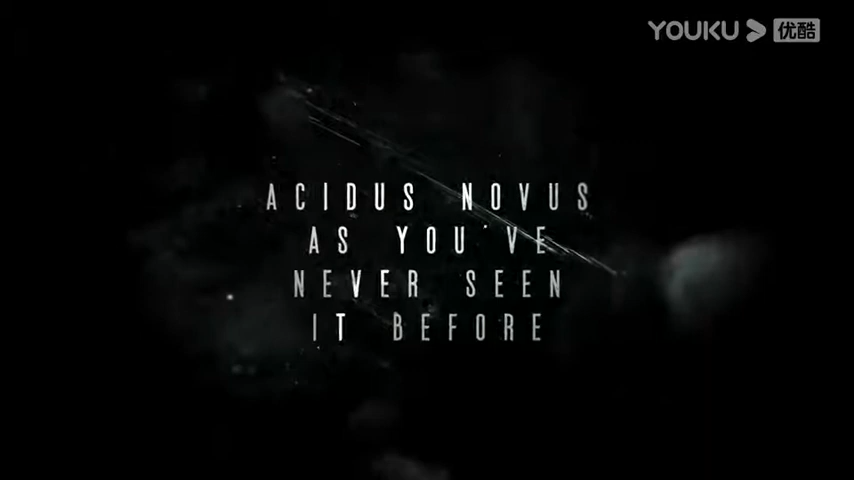 YOUKU 优酷
ACIDUS NOVUS
AS YOU'VE
NEVER SEEN
IT BEFORE